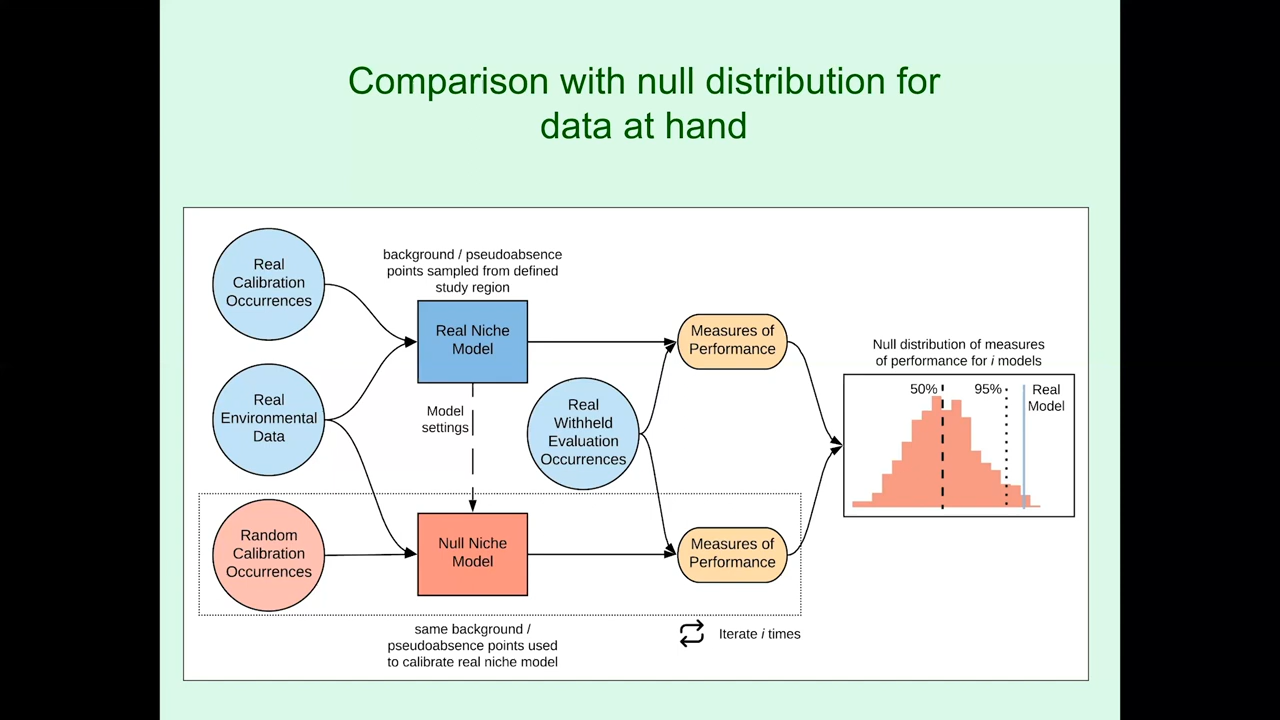 Comparison with null distribution for
data at hand
Real
Calibration
Occurrences
background / pseudoabsence
points sampled from defined
study region
Real Niche
Model
Measures of
Performance
Null distribution of measures
of performance for i models
50%
95%
Real
Model
Real
Environmental
Data
Model
settings
Real
Withheld
Evaluation
Occurrences
Random
Calibration
Occurrences
Null Niche
Model
Measures of
Performance
same background /
pseudoabsence points used
to calibrate real niche model
Iterate i times